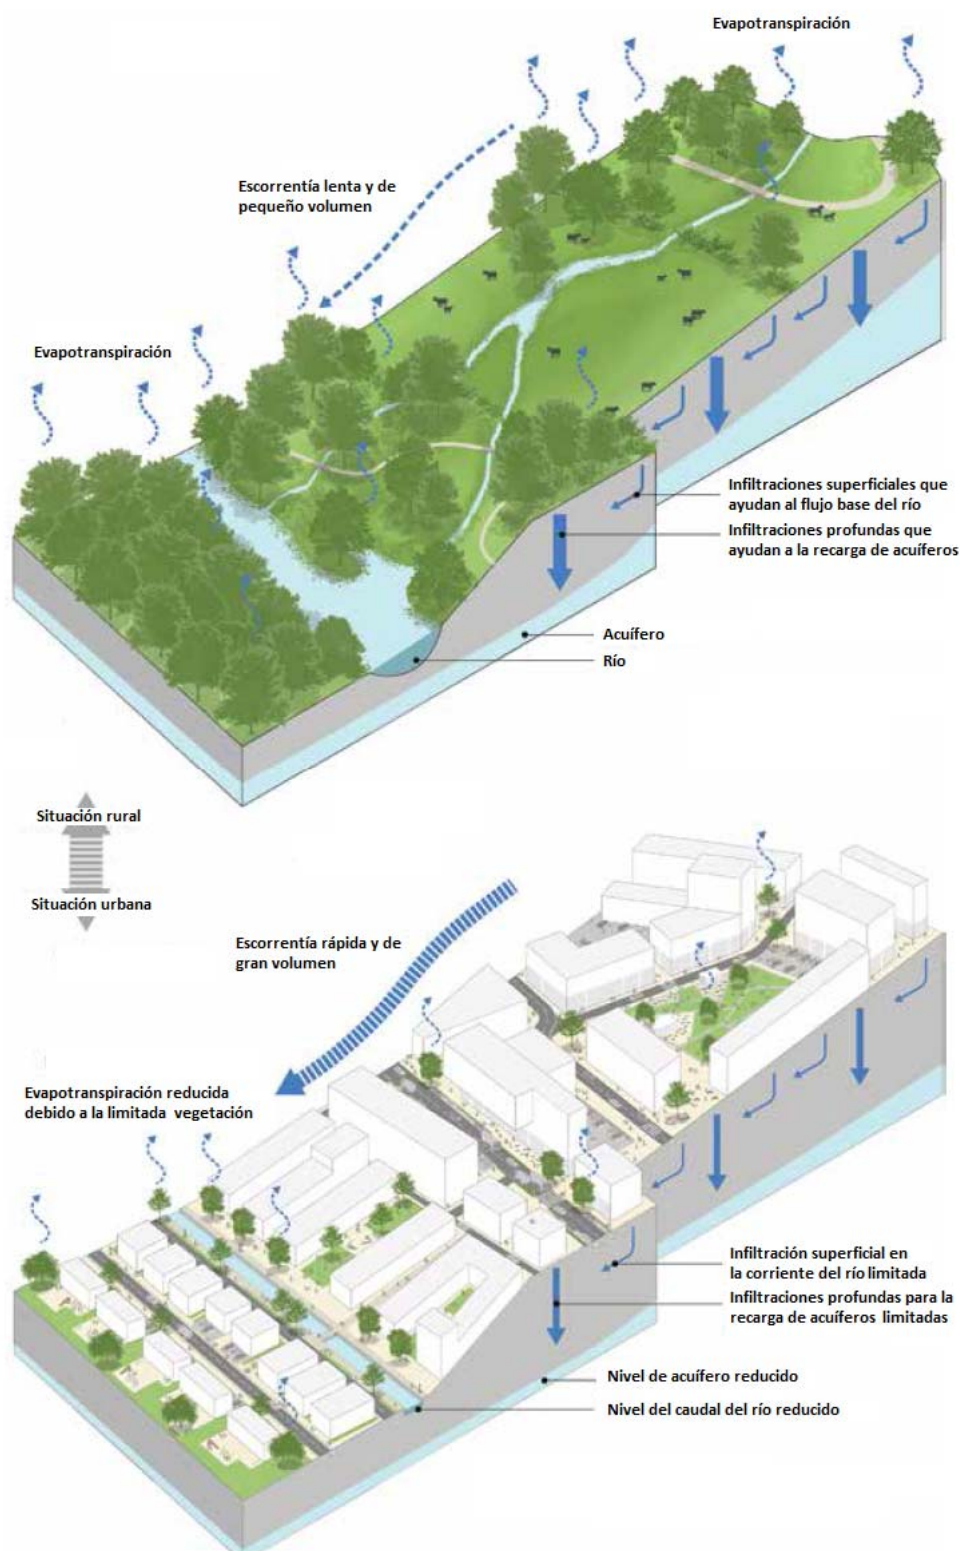 Evapotranspiración
Escorrentía lenta y de
pequeño volumen
Evapotranspiración
Infiltraciones superficiales que
ayudan al flujo base del río
Infiltraciones profundas que
ayudan a la recarga de acuíferos
Acuífero
Río
Situación rural
Situación urbana
Escorrentía rápida y de
gran volumen
Evapotranspiración reducida
debido a la limitada vegetación
Infiltración superficial en
la corriente del río limitada
Infiltraciones profundas para la
recarga de acuíferos limitadas
Nivel de acuífero reducido
Nivel del caudal del río reducido